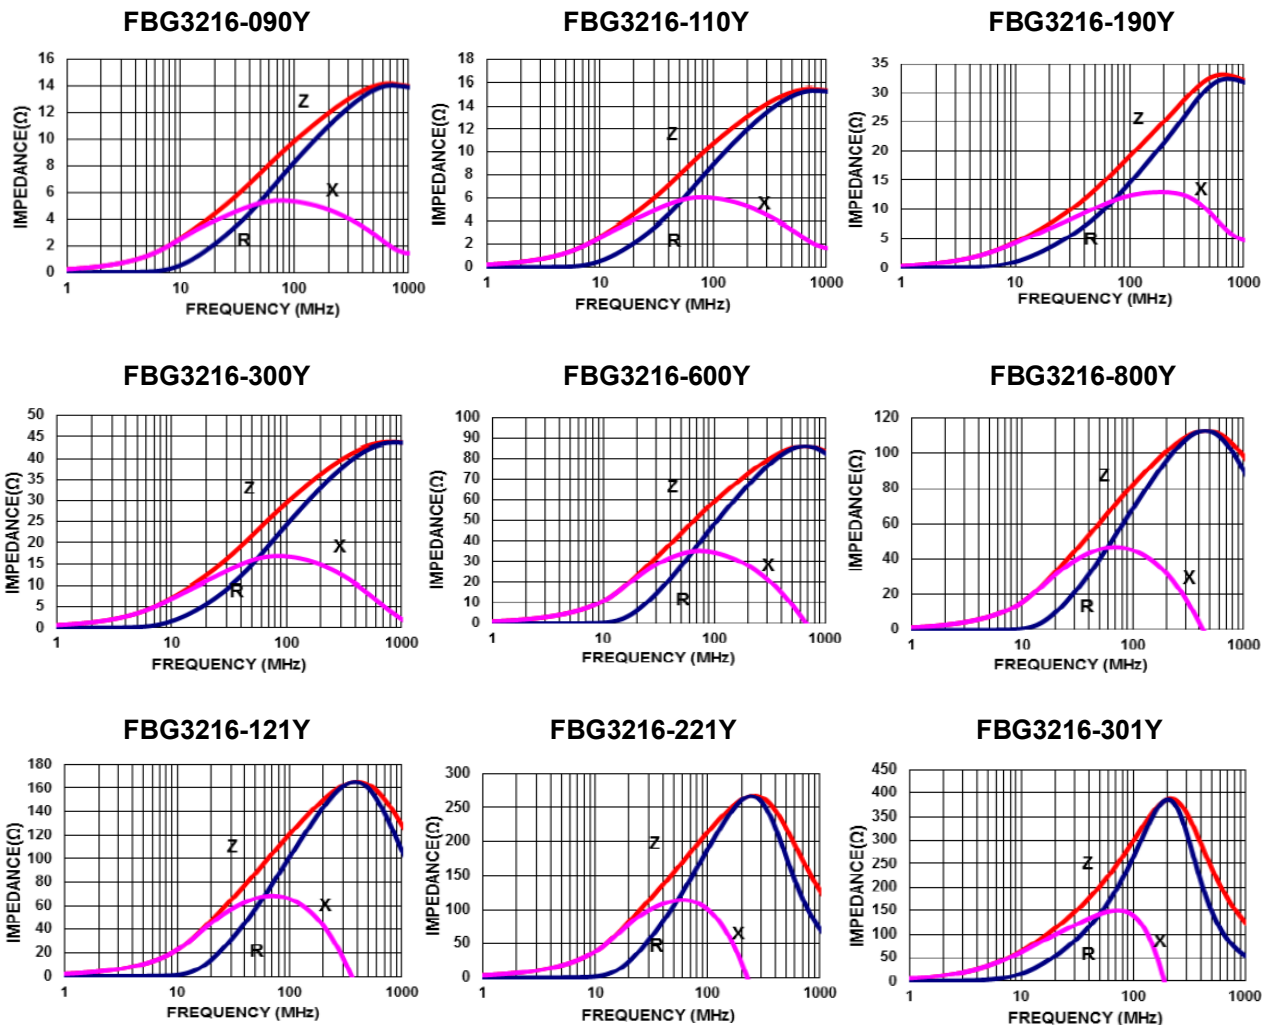 FBG3216-090Y
FBG3216-110Y
FBG3216-190Y
IMPEDANCE(Ω)
16
14
12
10
8
6
4
2
0
Z
X
R
1 10 100 1000
FREQUENCY (MHz)
IMPEDANCE(Ω)
18
16
14
12
10
8
6
4
2
0
Z
X
R
1 10 100 1000
FREQUENCY (MHz)
IMPEDANCE(Ω)
35
30
25
20
15
10
5
0
Z
X
R
1 10 100 1000
FREQUENCY (MHz)
FBG3216-300Y
FBG3216-600Y
FBG3216-800Y
IMPEDANCE(Ω)
50
45
40
35
30
25
20
15
10
5
0
Z
X
R
1 10 100 1000
FREQUENCY (MHz)
IMPEDANCE(Ω)
100
90
80
70
60
50
40
30
20
10
0
Z
X
R
1 10 100 1000
FREQUENCY (MHz)
IMPEDANCE(Ω)
120
100
80
60
40
20
0
Z
X
R
1 10 100 1000
FREQUENCY (MHz)
FBG3216-121Y
FBG3216-221Y
FBG3216-301Y
IMPEDANCE(Ω)
180
160
140
120
100
80
60
40
20
0
Z
X
R
1 10 100 1000
FREQUENCY (MHz)
IMPEDANCE(Ω)
300
250
200
150
100
50
0
Z
X
R
1 10 100 1000
FREQUENCY (MHz)
IMPEDANCE(Ω)
450
400
350
300
250
200
150
100
50
0
Z
X
R
1 10 100 1000
FREQUENCY (MHz)